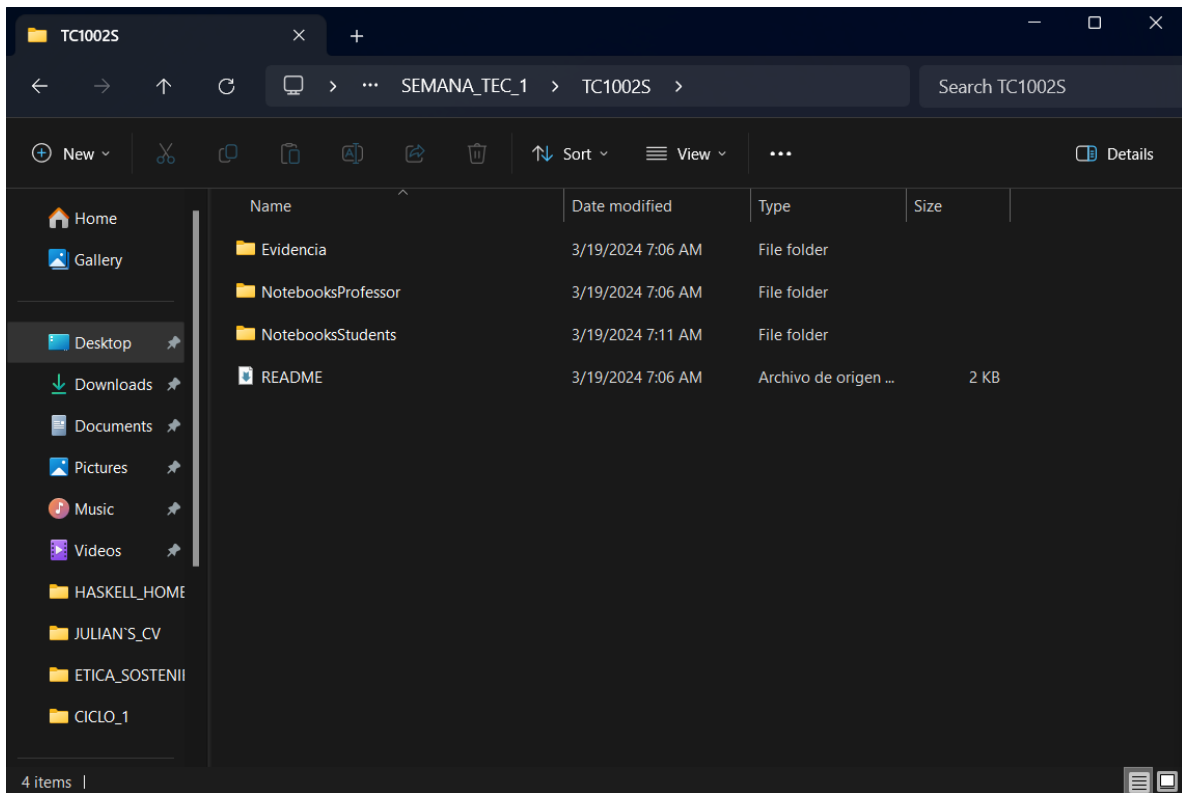 TC1002S
SEMANA_TEC_1 > TC1002S >
Search TC1002S
New
Sort
View
Details
Home
Gallery
Desktop
Downloads
Documents
Pictures
Music
Videos
HASKELL_HOME
JULIAN`S_CV
ETICA_SOSTENII
CICLO_1
Name Date modified Type Size
Evidencia 3/19/2024 7:06 AM File folder
NotebooksProfessor 3/19/2024 7:06 AM File folder
NotebooksStudents 3/19/2024 7:11 AM File folder
README 3/19/2024 7:06 AM Archivo de origen ... 2 KB
4 items